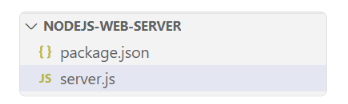 NODEJS-WEB-SERVER
{} package.json
JS server.js